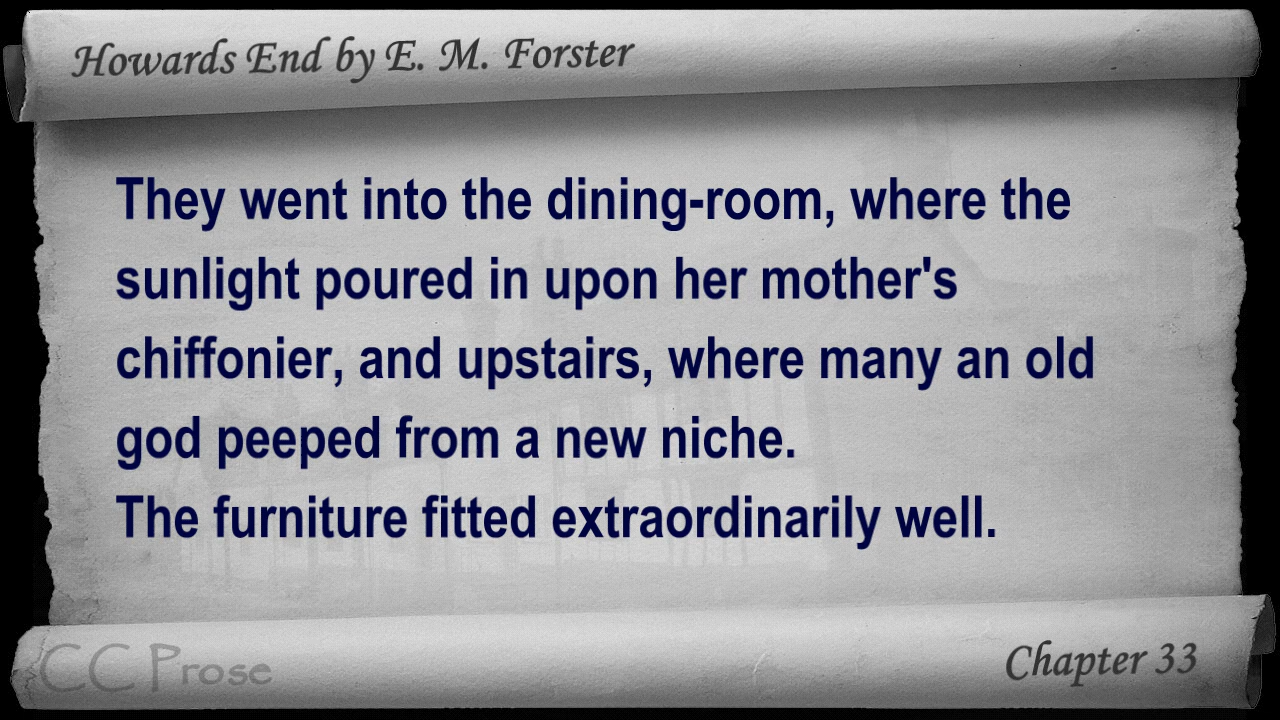 Howards End by E. M. Forster
They went into the dining-room, where the
sunlight poured in upon her mother's
chiffonier, and upstairs, where many an old
god peeped from a new niche.
The furniture fitted extraordinarily well.
CC Prose
Chapter 33